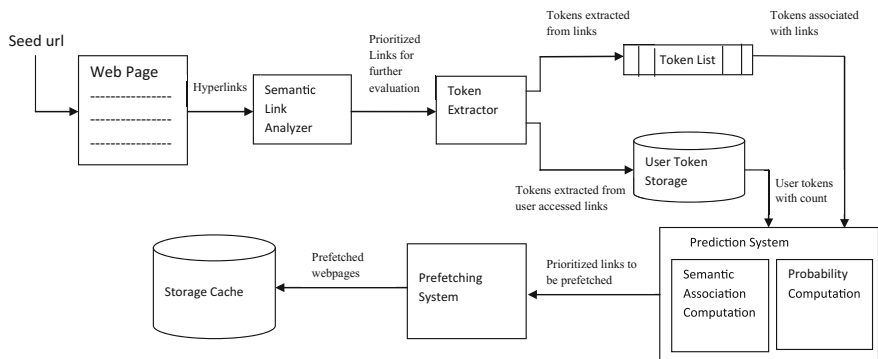 Seed url
Web Page
Hyperlinks
Semantic
Link
Analyzer
Prioritized
Links for
further
evaluation
Token
Extractor
Tokens extracted
from links
Token List
Tokens associated
with links
Tokens extracted from
user accessed links
User Token
Storage
User tokens
with count
Prediction System
Semantic
Association
Computation
Probability
Computation
Prioritized links to
be prefetched
Prefetching
System
Prefetched
webpages
Storage Cache